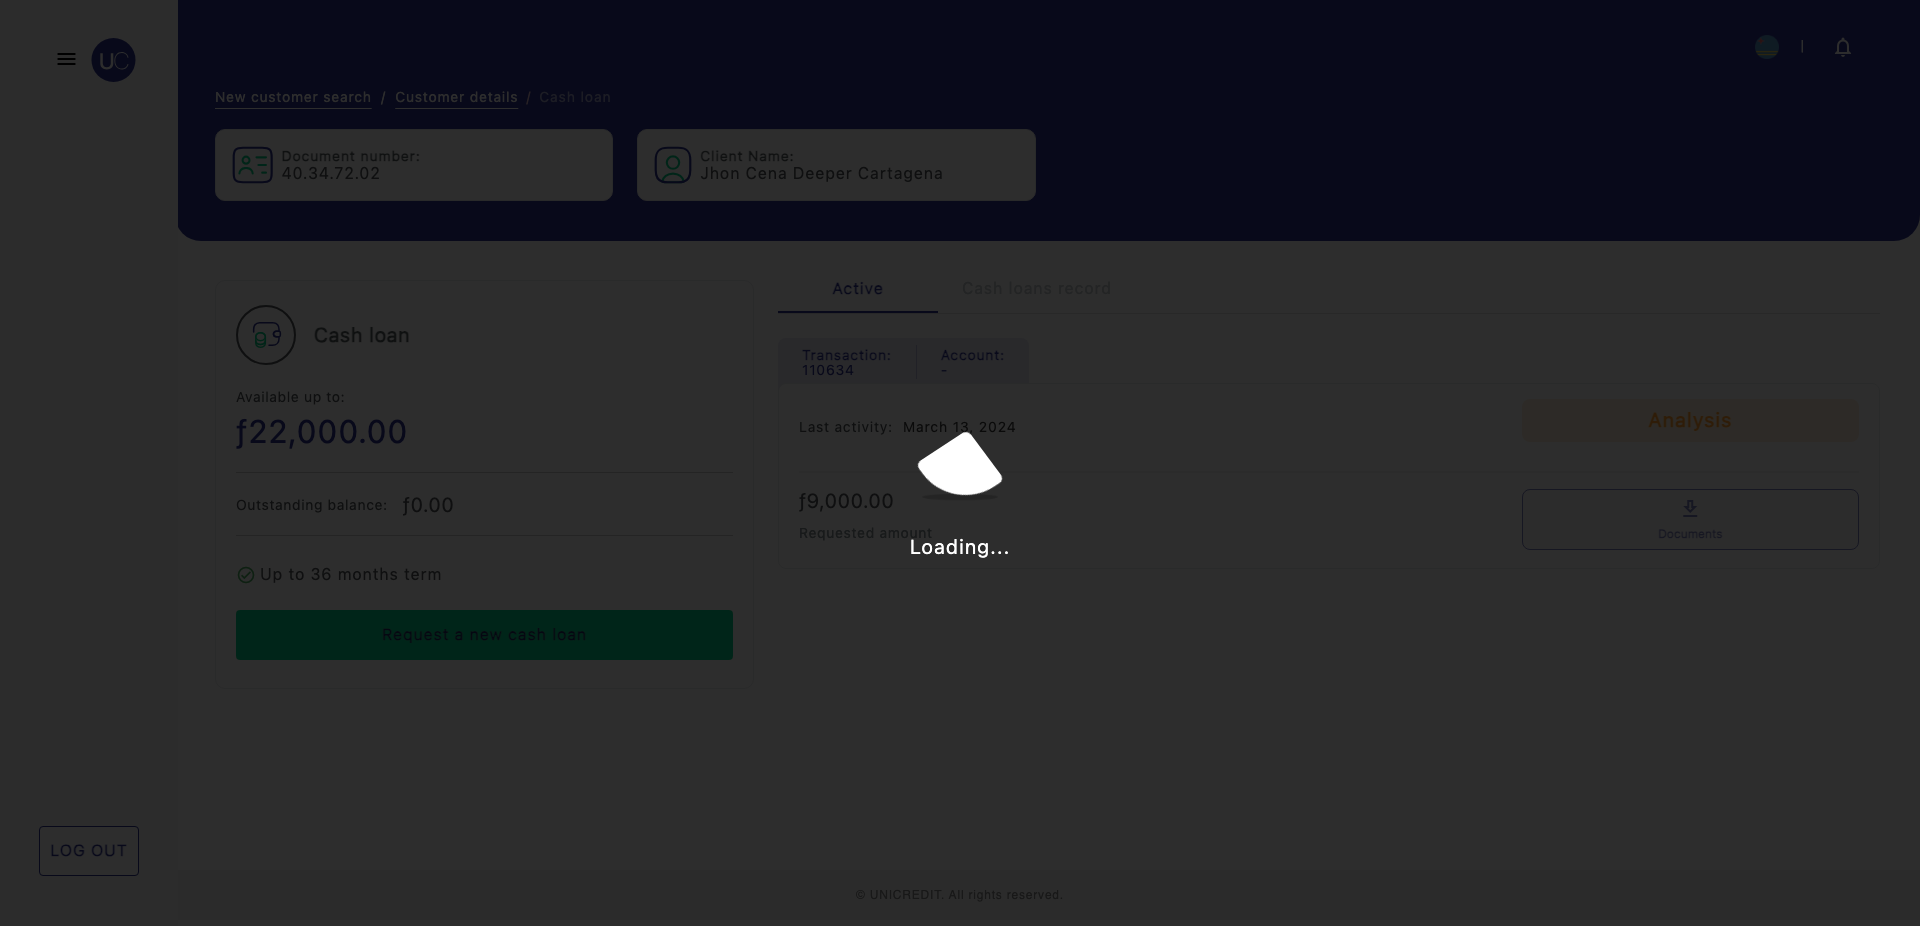 UC
New customer search / Customer details / Cash loan
Document number:
40.34.72.02
Client Name:
Jhon Cena Deeper Cartagena
Cash loan
Available up to:
ƒ22,000.00
Outstanding balance: ƒ0.00
Up to 36 months term
Request a new cash loan
Active
Cash loans record
Transaction:
110634
Account:
-
Last activity: March 13, 2024
Analysis
ƒ9,000.00
Requested amount
Documents
Loading...
LOG OUT
© UNICREDIT. All rights reserved.